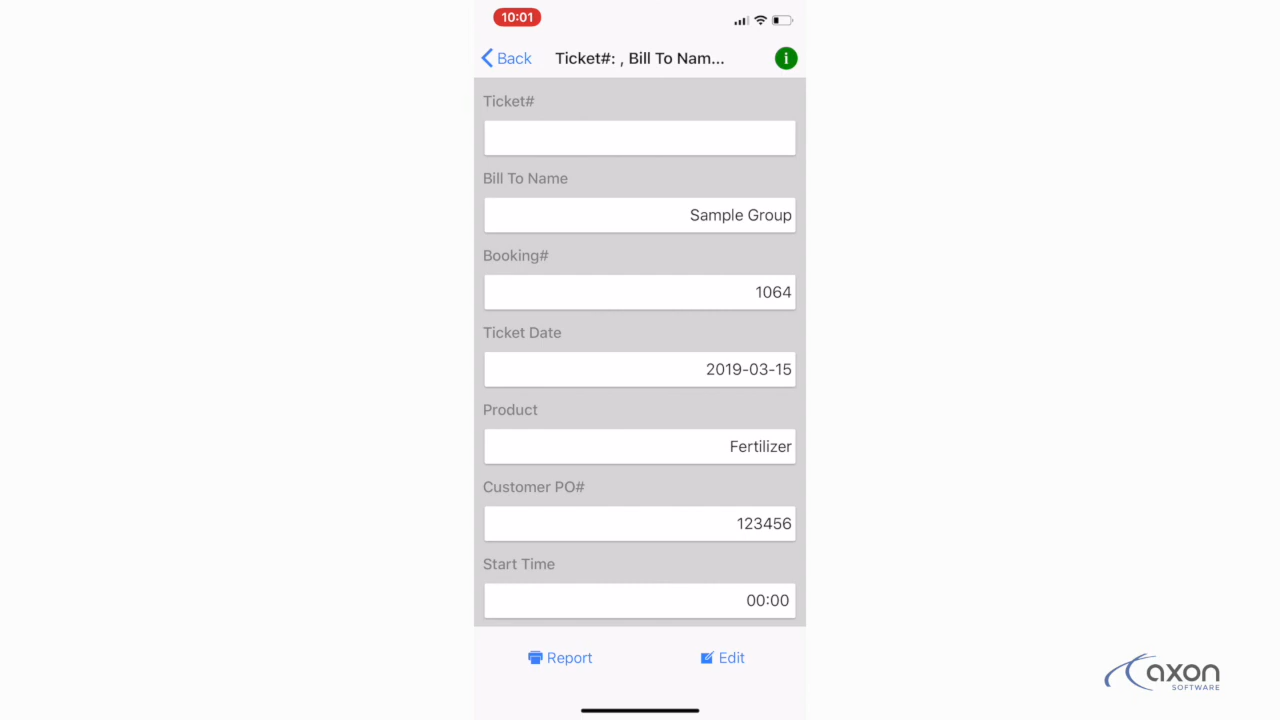 10:01
Back
Ticket#: , Bill To Nam...
i
Ticket#
Bill To Name
Sample Group
Booking#
1064
Ticket Date
2019-03-15
Product
Fertilizer
Customer PO#
123456
Start Time
00:00
Report
Edit
axon
SOFTWARE